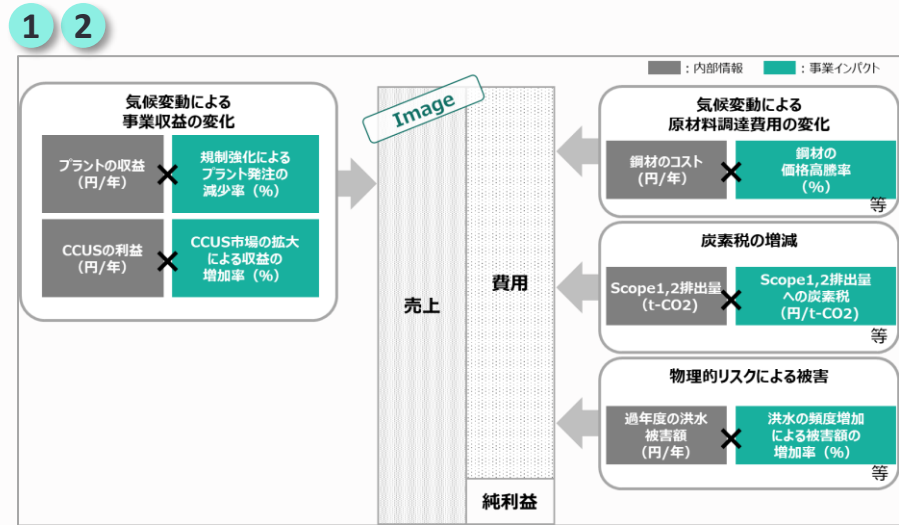 1 2
：内部情報 ：事業インパクト
気候変動による
事業収益の変化
プラントの収益
（円/年）
×
規制強化による
プラント発注の
減少率（%）
CCUSの利益
（円/年）
×
CCUS市場の拡大
による収益の
増加率（%）
Image
売上
費用
純利益
気候変動による
原材料調達費用の変化
鋼材のコスト
(円/年）
×
鋼材の
価格高騰率
（%）
等
炭素税の増減
Scope1,2排出量
(t-CO2)
×
Scope1,2排出量
への炭素税
（円/t-CO2)
等
物理的リスクによる被害
過年度の洪水
被害額
（円/年）
×
洪水の頻度増加
による被害額の
増加率（%）
等